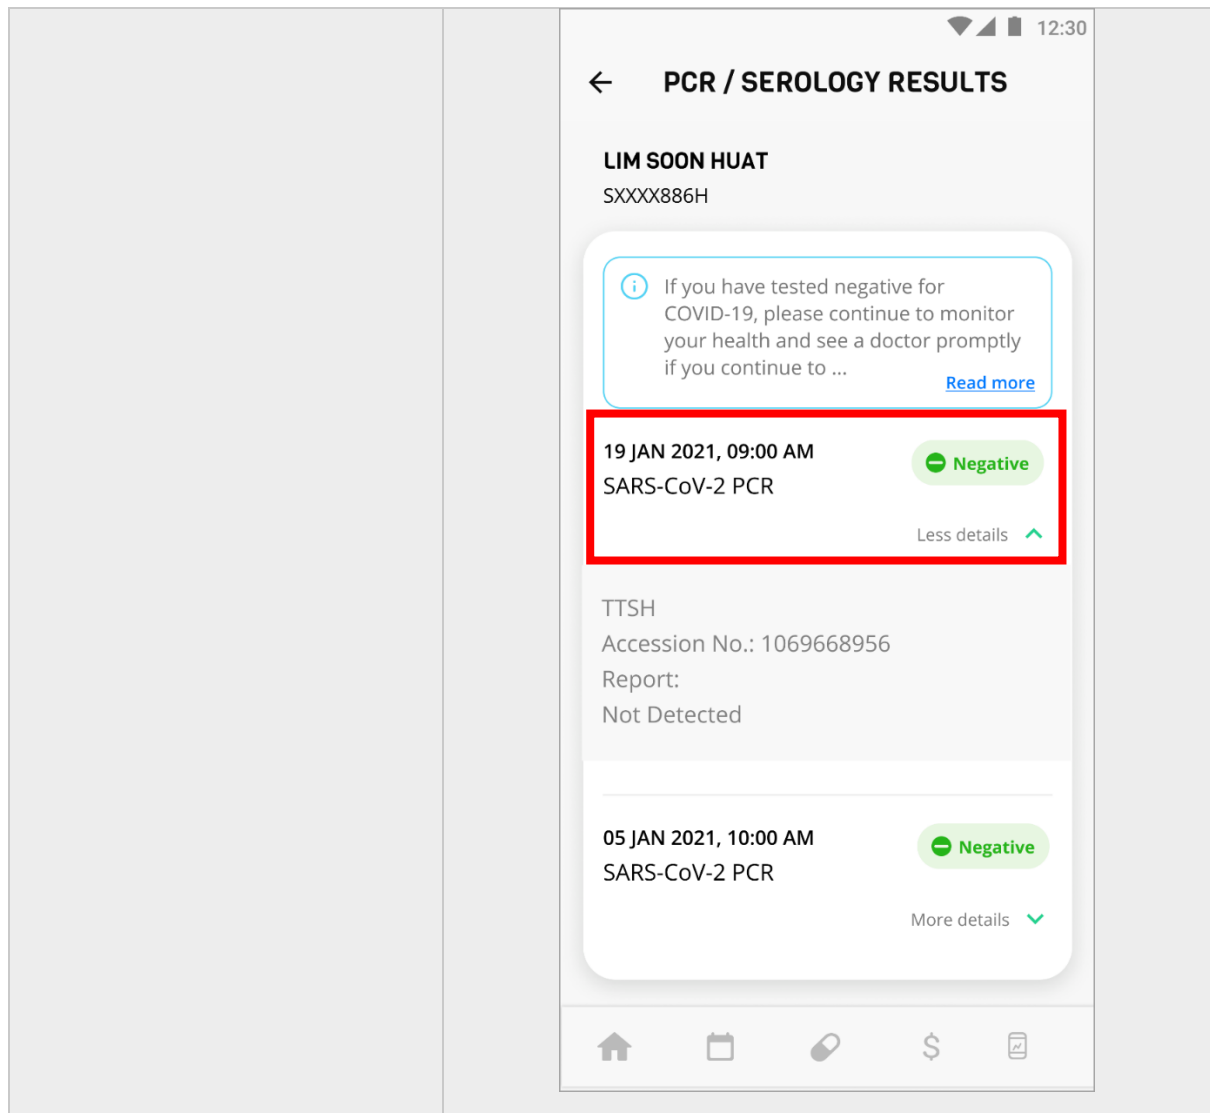 12:30
PCR / SEROLOGY RESULTS
LIM SOON HUAT
SXXXX886H
If you have tested negative for
COVID-19, please continue to monitor
your health and see a doctor promptly
if you continue to ...
Read more
19 JAN 2021, 09:00 AM
Negative
SARS-CoV-2 PCR
Less details
TTSH
Accession No.: 1069668956
Report:
Not Detected
05 JAN 2021, 10:00 AM
Negative
SARS-CoV-2 PCR
More details